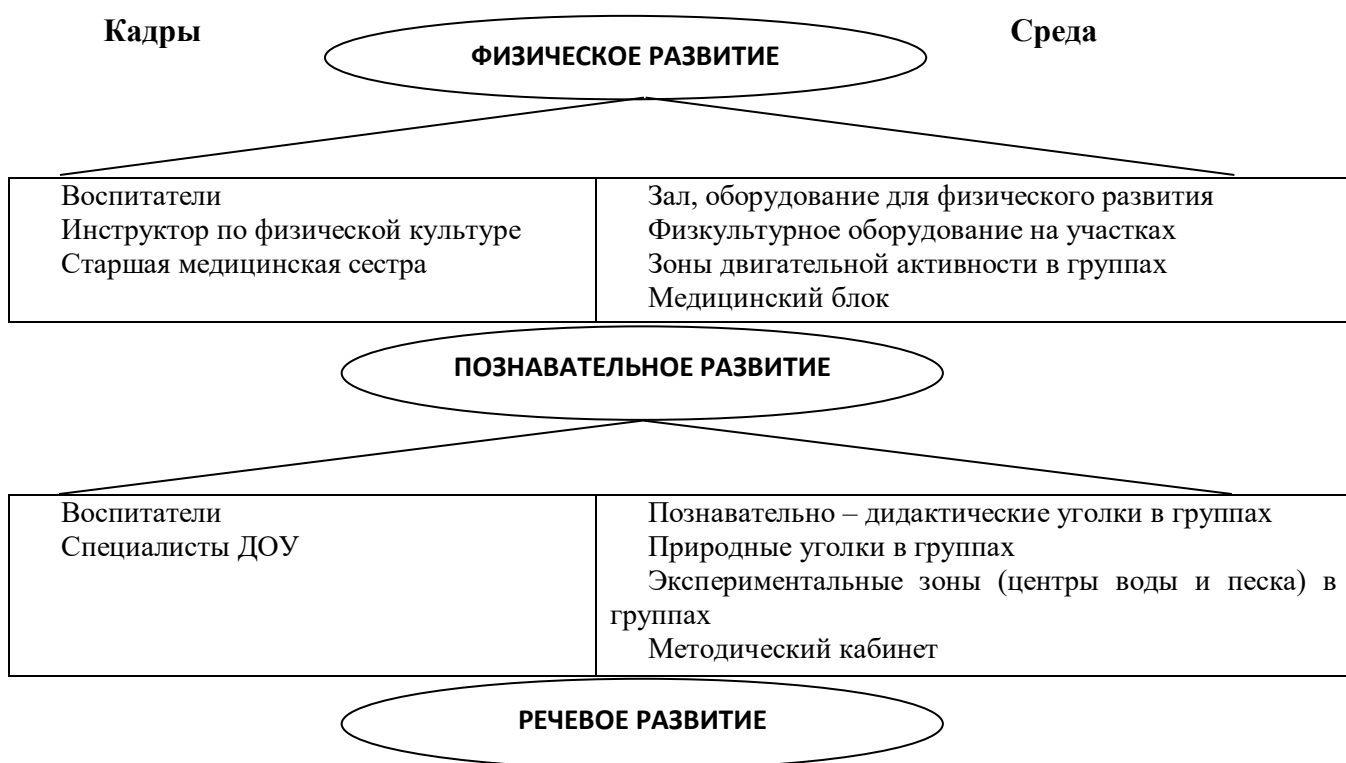 Кадры
Среда
ФИЗИЧЕСКОЕ РАЗВИТИЕ
Воспитатели
Инструктор по физической культуре
Старшая медицинская сестра
Зал, оборудование для физического развития
Физкультурное оборудование на участках
Зоны двигательной активности в группах
Медицинский блок
ПОЗНАВАТЕЛЬНОЕ РАЗВИТИЕ
Воспитатели
Специалисты ДОУ
Познавательно – дидактические уголки в группах
Природные уголки в группах
Экспериментальные зоны (центры воды и песка) в
группах
Методический кабинет
РЕЧЕВОЕ РАЗВИТИЕ